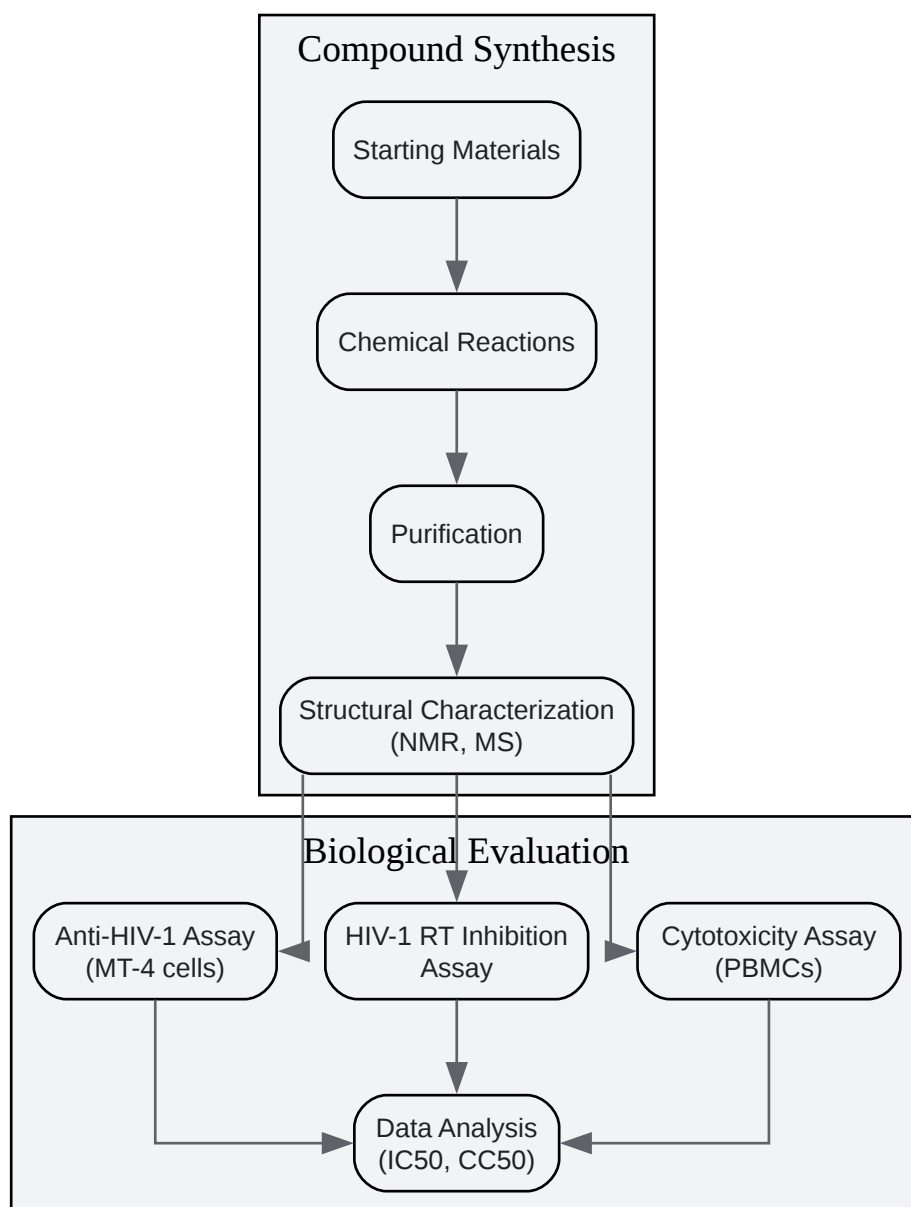 Compound Synthesis
Starting Materials
Chemical Reactions
Purification
Structural Characterization
(NMR, MS)
Biological Evaluation
Anti-HIV-1 Assay
(MT-4 cells)
HIV-1 RT Inhibition
Assay
Cytotoxicity Assay
(PBMCs)
Data Analysis
(IC50, CC50)